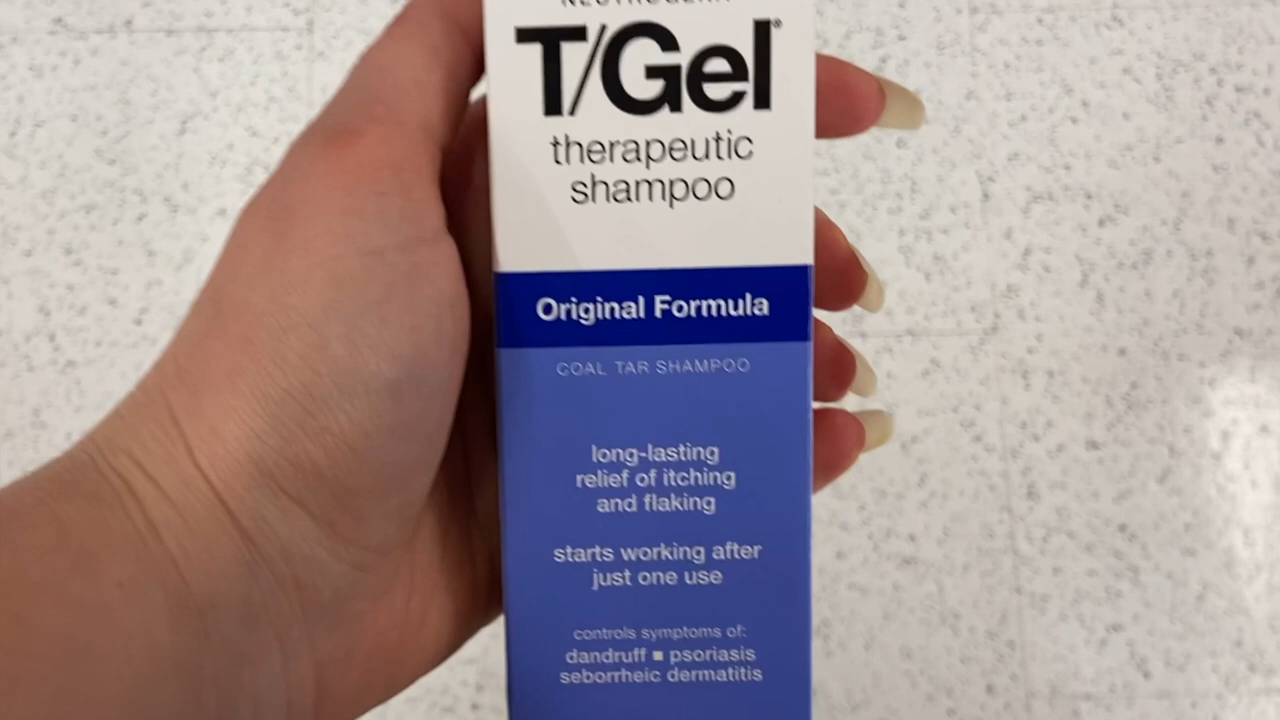 NEUTROGENA
T/Gel®
therapeutic
shampoo
Original Formula
COAL TAR SHAMPOO
long-lasting
relief of itching
and flaking
starts working after
just one use
controls symptoms of:
dandruff ■ psoriasis
seborrheic dermatitis